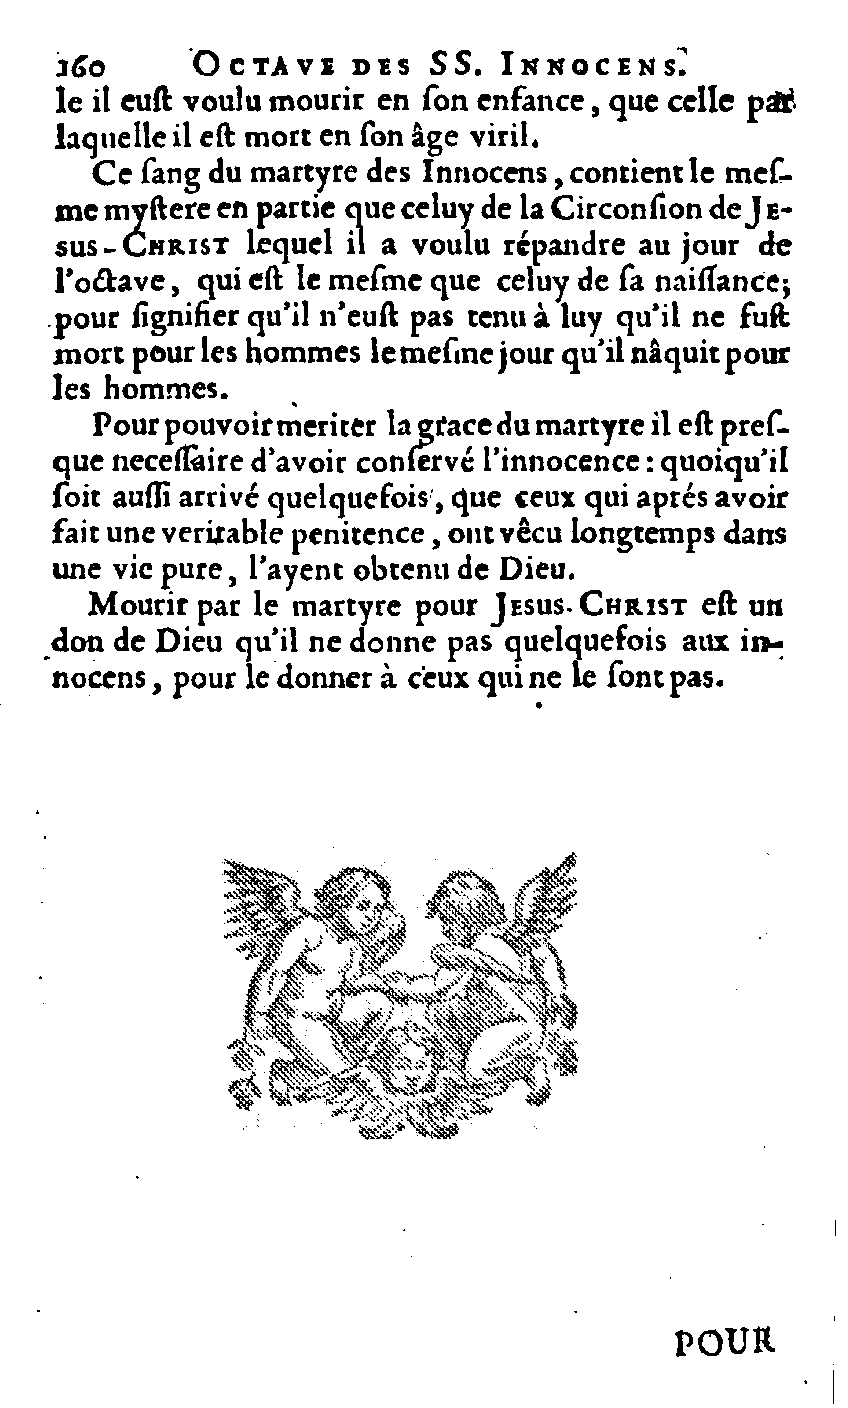 160 OCTAVE DES SS. INNOCENS.
le il euſt voulu mourir en ſon enfance, que celle par
laquelle il eſt mort en ſon âge viril.
Ce ſang du martyre des Innocens, contient le meſ-
me myſtere en partie que celuy de la Circonſion de JE-
SUS-CHRIST lequel il a voulu répandre au jour de
l'octave, qui eſt le meſme que celuy de ſa naiſſance;
pour ſignifier qu'il n'euſt pas tenu à luy qu'il ne fuſt
mort pour les hommes le meſme jour qu'il nâquit pour
les hommes.
Pour pouvoir meriter la grace du martyre il eſt preſ-
que neceſſaire d'avoir conſervé l'innocence : quoiqu'il
ſoit auſſi arrivé quelquefois, que ceux qui aprés avoir
fait une veritable penitence, ont vêcu longtemps dans
une vie pure, l'ayent obtenu de Dieu.
Mourir par le martyre pour JESUS-CHRIST eſt un
don de Dieu qu'il ne donne pas quelquefois aux in-
nocens, pour le donner à ceux qui ne le ſont pas.
POUR